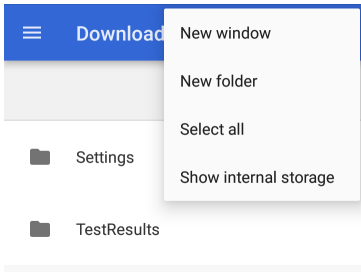 Download
New window
New folder
Select all
Show internal storage
Settings
TestResults